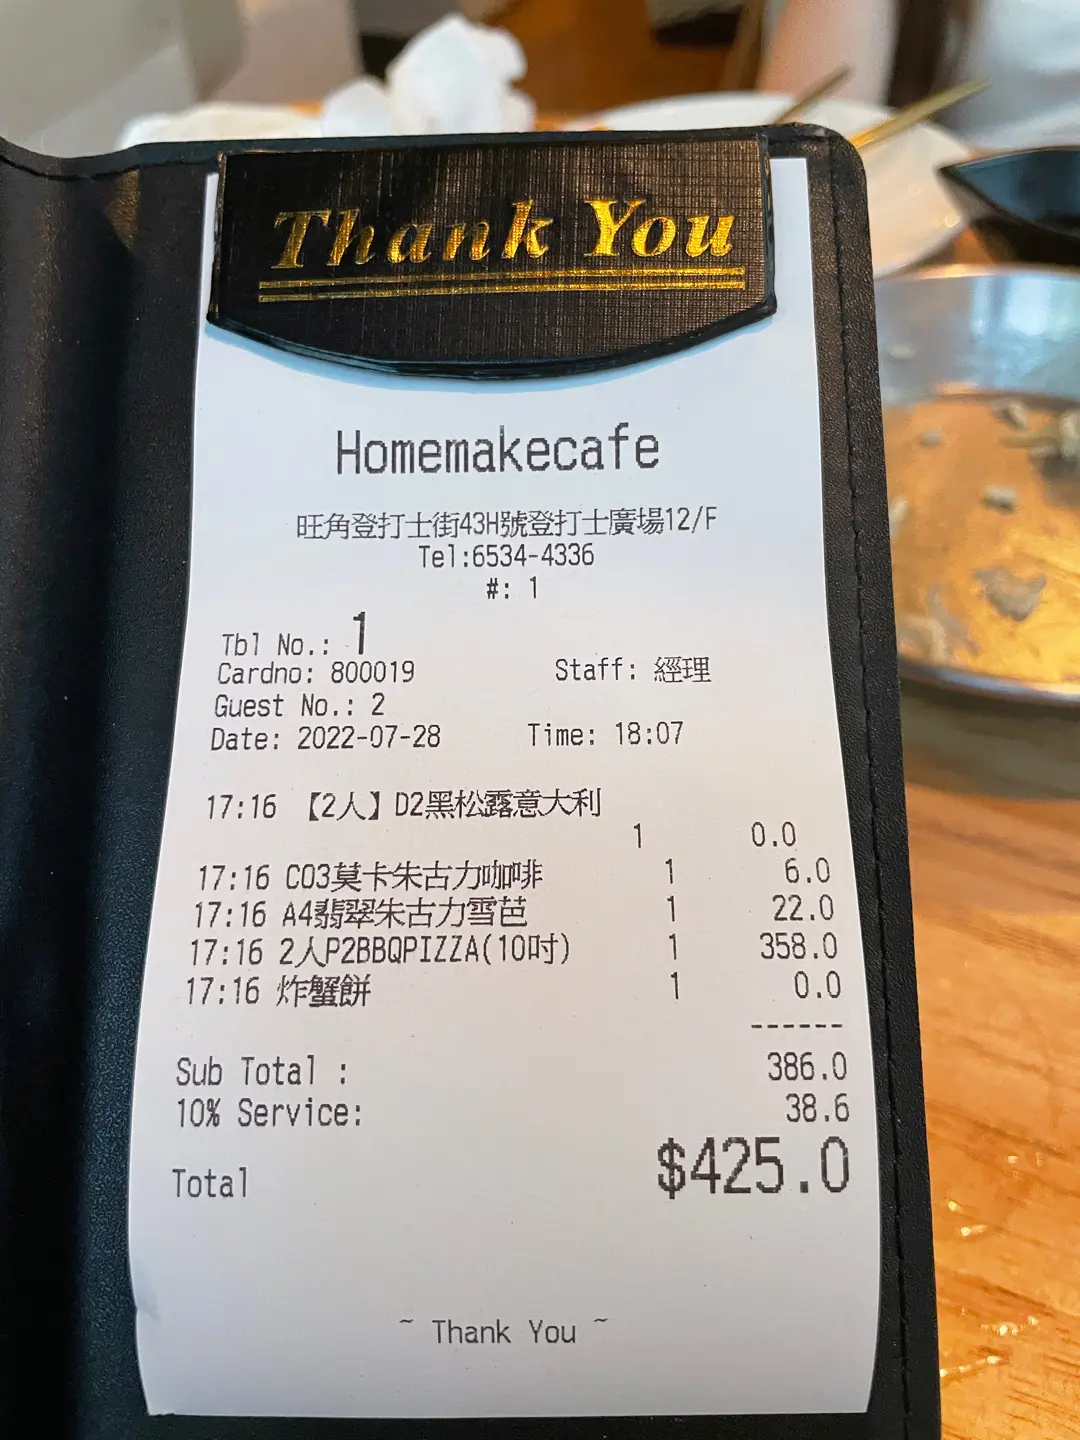 Thank You
Homemakecafe
旺角登打士街43H號登打士廣場12/F
Tel:6534-4336
#: 1
Tbl No.: 1
Cardno: 800019 Staff: 經理
Guest No.: 2
Date: 2022-07-28 Time: 18:07
17:16 【2人】D2黑松露意大利
1 0.0
17:16 C03莫卡朱古力咖啡 1 6.0
17:16 A4翡翠朱古力雪芭 1 22.0
17:16 2人P2BBQPIZZA(10吋) 1 358.0
17:16 炸蟹餅 1 0.0
------
Sub Total : 386.0
10% Service: 38.6
Total $425.0
~ Thank You ~